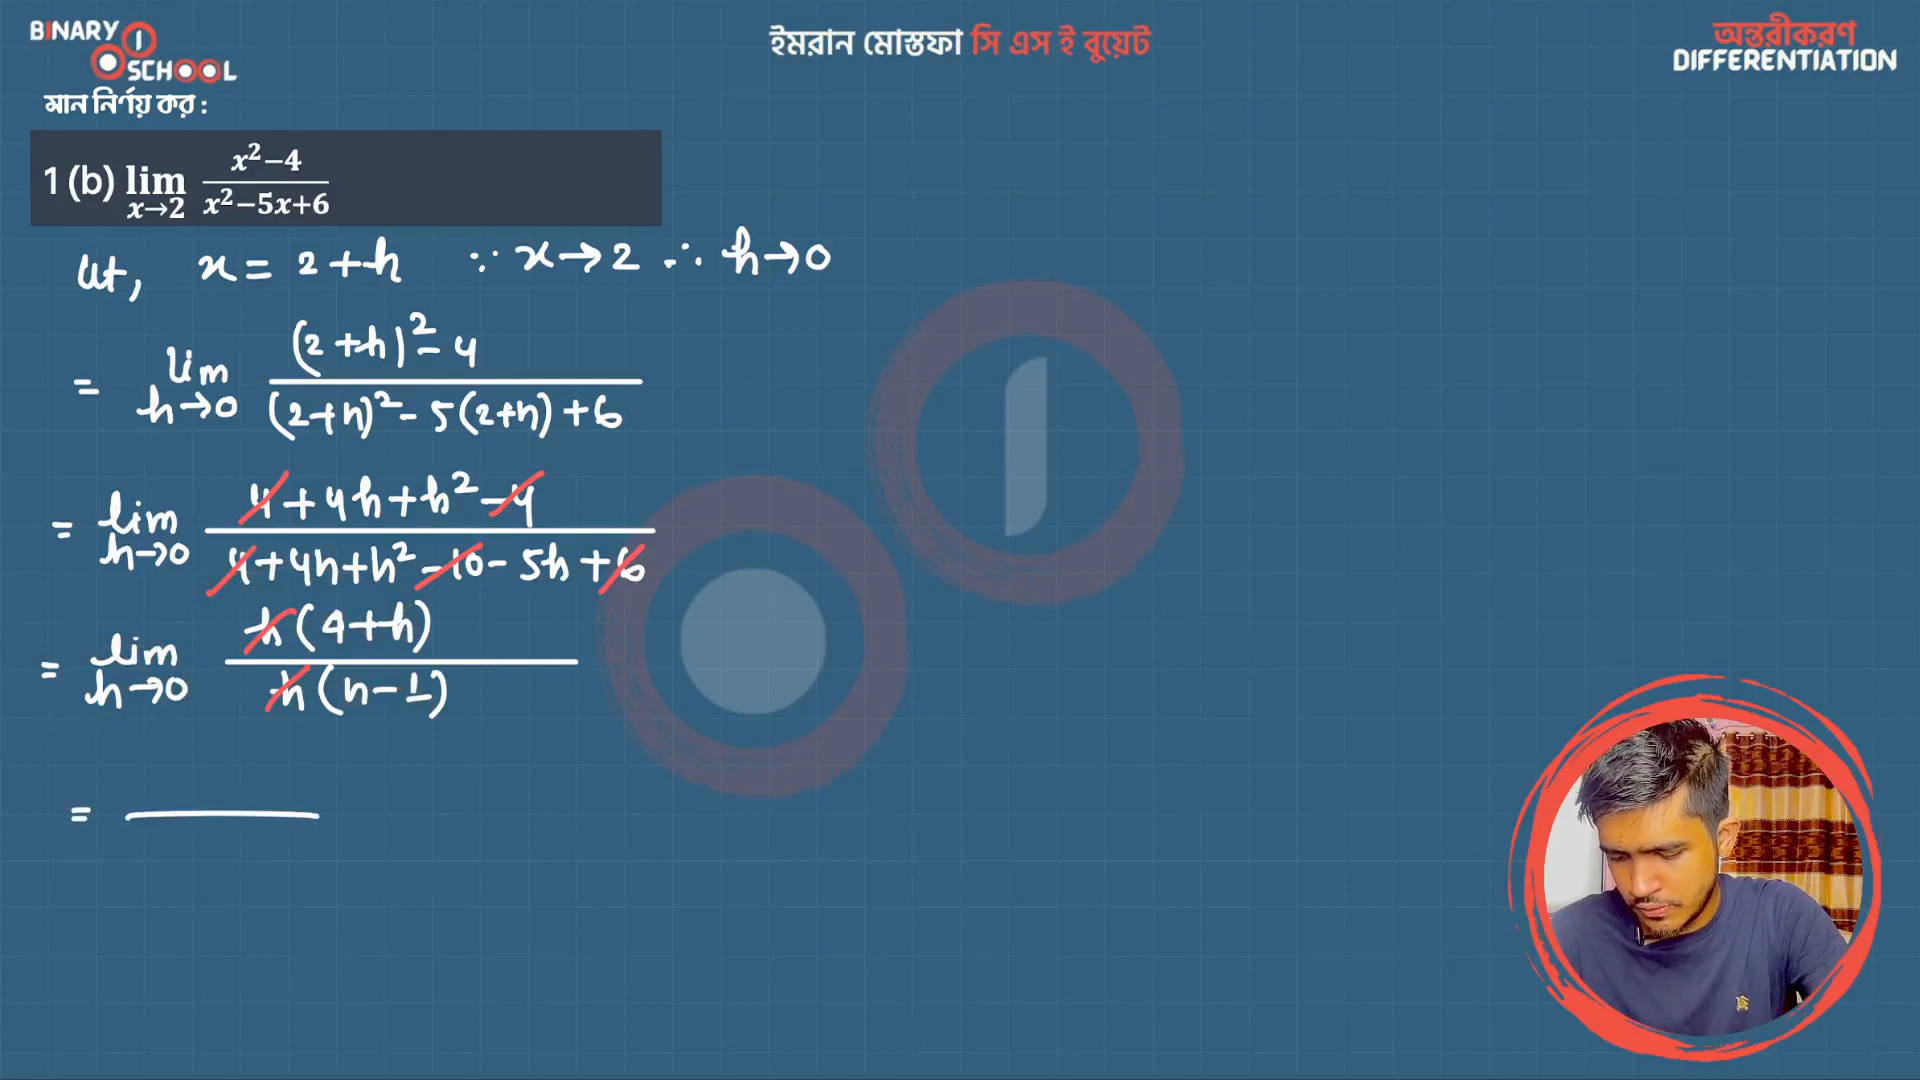 BINARY SCHOOL
ইমরান মোস্তফা সি এস ই বুয়েট
অন্তরীকরণ
DIFFERENTIATION
মান নির্ণয় কর :
1 (b) lim x→2 (x²−4)/(x²−5x+6)
let, x = 2 + h ∵ x → 2 ∴ h → 0
= lim h→0 ((2+h)² − 4)/((2+h)² − 5(2+h) + 6)
= lim h→0 (4 + 4h + h² − 4)/(4 + 4h + h² − 10 − 5h + 6)
= lim h→0 (h(4+h))/(h(h−1))
=